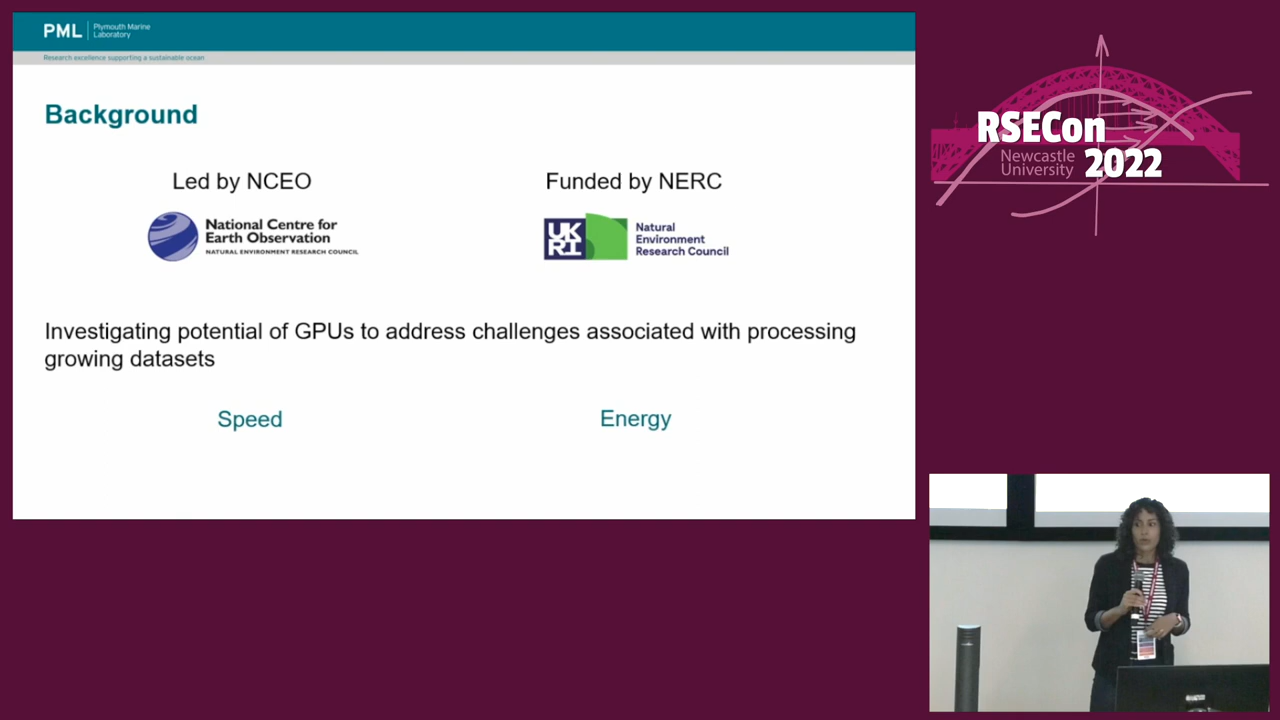 PML
Plymouth Marine
Laboratory
Research excellence supporting a sustainable ocean
Background
Led by NCEO
Funded by NERC
National Centre for
Earth Observation
NATURAL ENVIRONMENT RESEARCH COUNCIL
UK
RI
Natural
Environment
Research Council
Investigating potential of GPUs to address challenges associated with processing
growing datasets
Speed
Energy
RSECon
Newcastle
University
2022